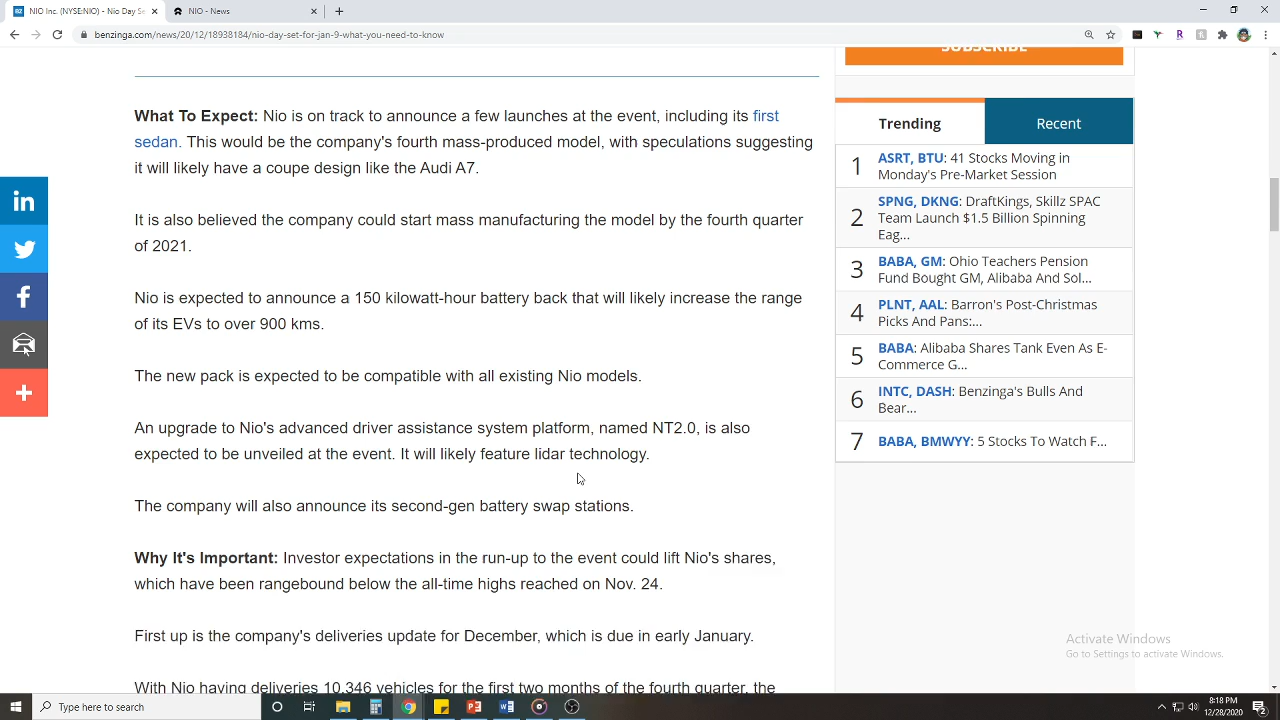 NIO Inc. (NYSE:NIO) - Nio Day Se
NIO - News
benzinga.com/news/20/12/18938184/nio-day-set-for-jan-9-what-you-need-to-know
SUBSCRIBE
What To Expect: Nio is on track to announce a few launches at the event, including its first
sedan. This would be the company's fourth mass-produced model, with speculations suggesting
it will likely have a coupe design like the Audi A7.
It is also believed the company could start mass manufacturing the model by the fourth quarter
of 2021.
Nio is expected to announce a 150 kilowatt-hour battery back that will likely increase the range
of its EVs to over 900 kms.
The new pack is expected to be compatible with all existing Nio models.
An upgrade to Nio's advanced driver assistance system platform, named NT2.0, is also
expected to be unveiled at the event. It will likely feature lidar technology.
The company will also announce its second-gen battery swap stations.
Why It's Important: Investor expectations in the run-up to the event could lift Nio's shares,
which have been rangebound below the all-time highs reached on Nov. 24.
First up is the company's deliveries update for December, which is due in early January.
With Nio having deliveries 10,346 vehicles for the first two months of the fourth quarter, the
Trending
Recent
1 ASRT, BTU: 41 Stocks Moving in
Monday's Pre-Market Session
2 SPNG, DKNG: DraftKings, Skillz SPAC
Team Launch $1.5 Billion Spinning
Eag...
3 BABA, GM: Ohio Teachers Pension
Fund Bought GM, Alibaba And Sol...
4 PLNT, AAL: Barron's Post-Christmas
Picks And Pans:...
5 BABA: Alibaba Shares Tank Even As E-
Commerce G...
6 INTC, DASH: Benzinga's Bulls And
Bear...
7 BABA, BMWYY: 5 Stocks To Watch F...
Activate Windows
Go to Settings to activate Windows.
Type here to search
8:18 PM
12/28/2020